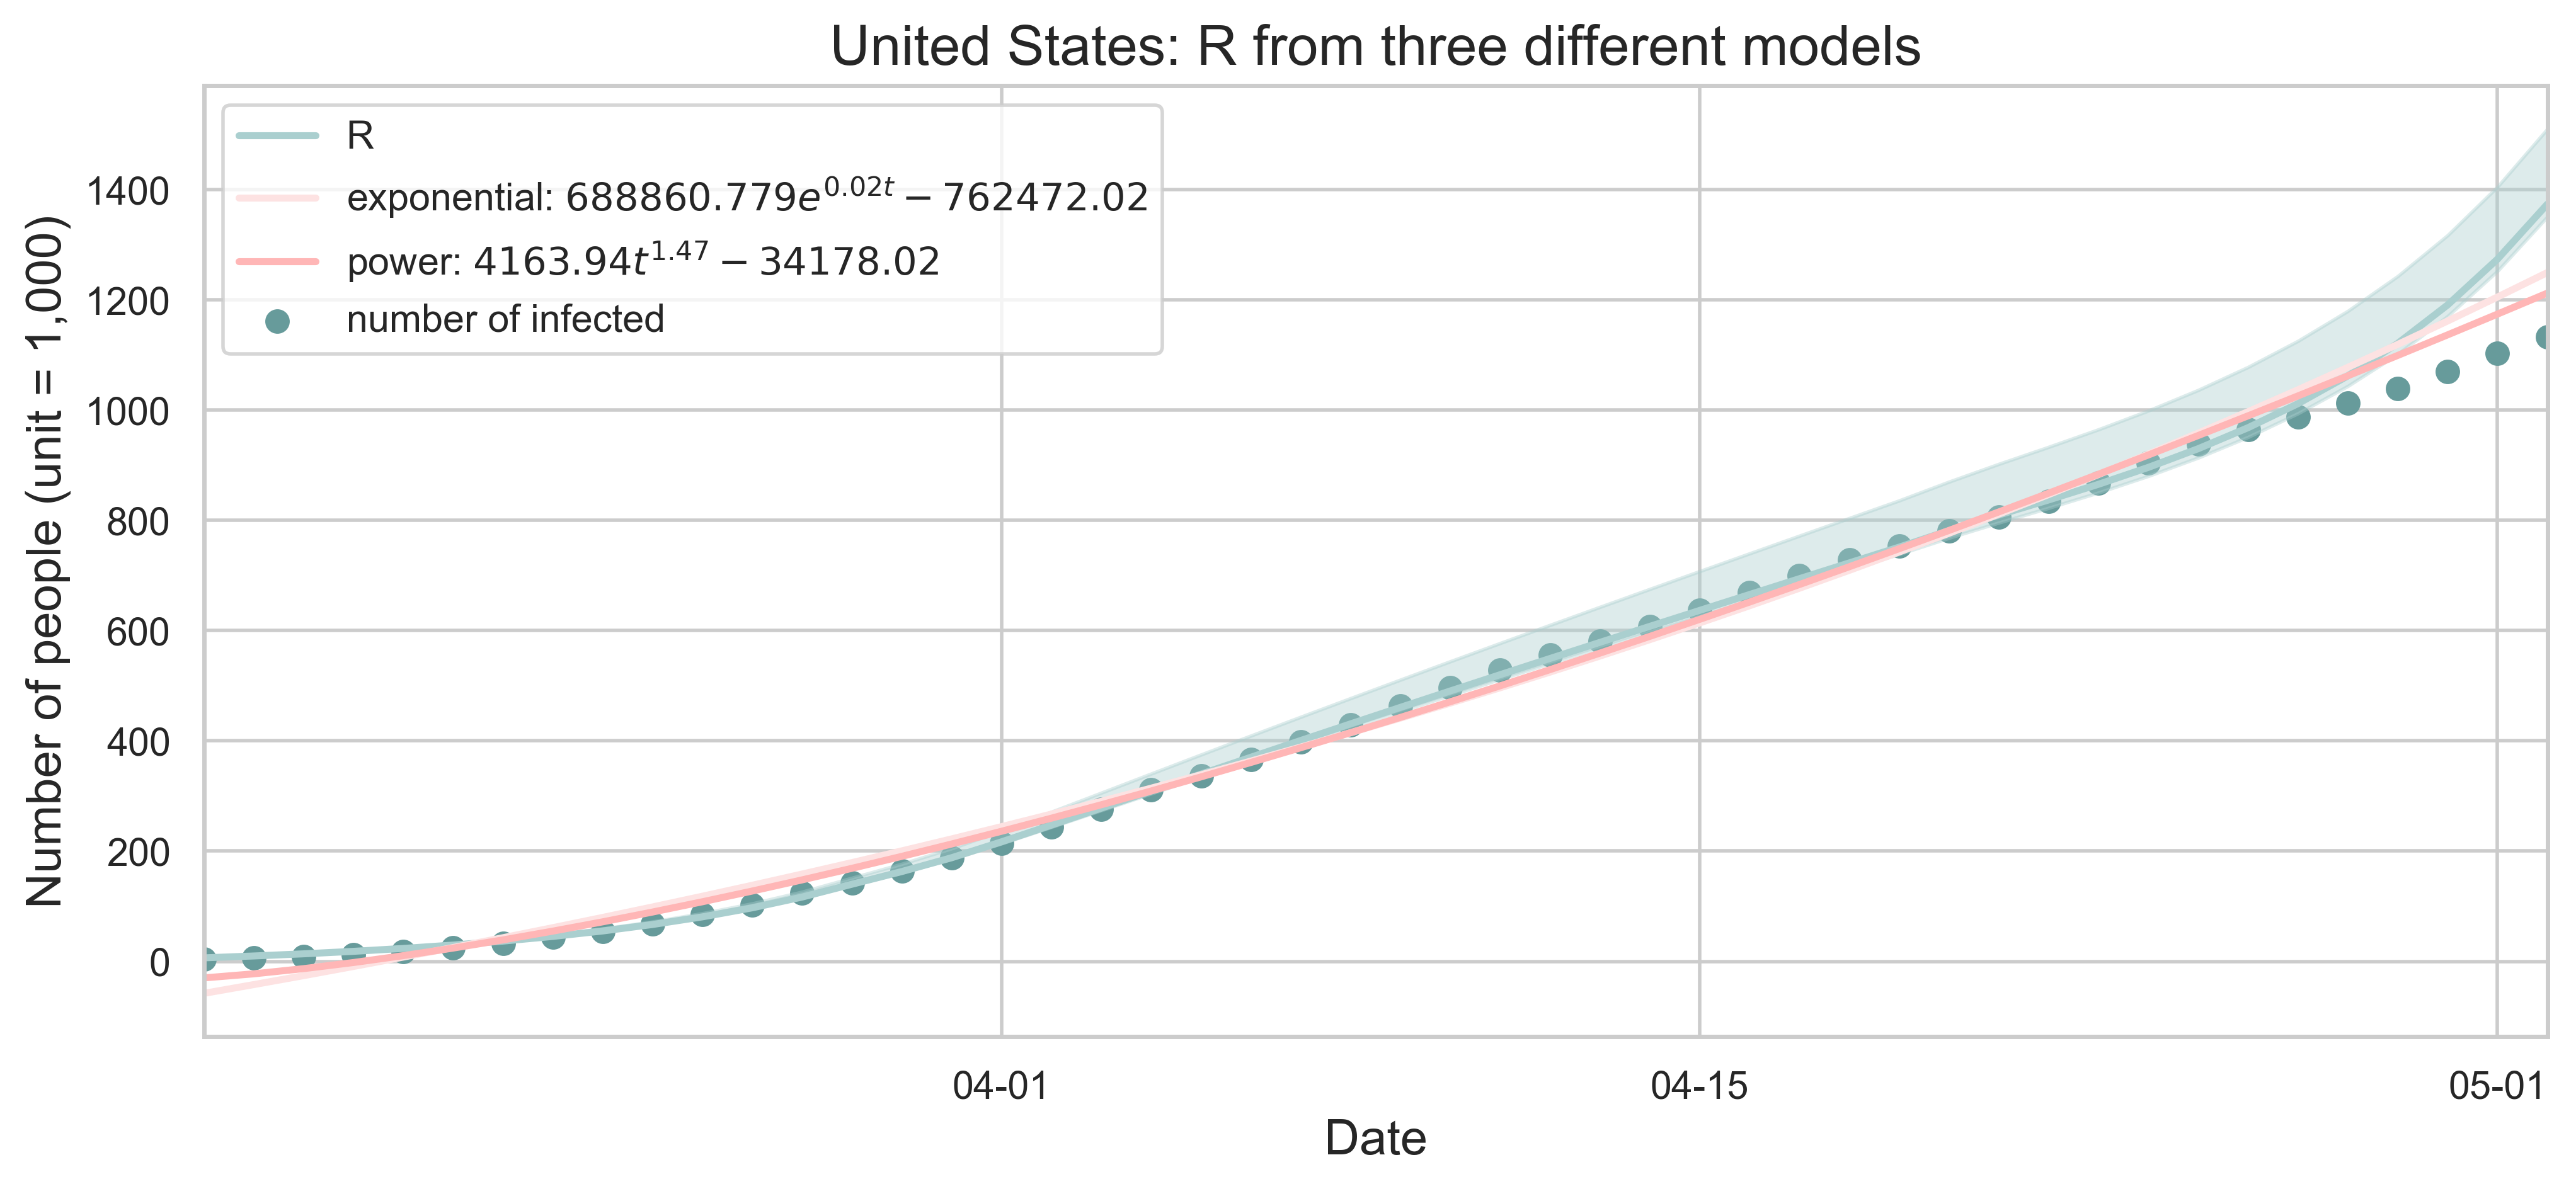 United States: R from three different models
R
exponential: 688860.779e^{0.02t} − 762472.02
power: 4163.94t^{1.47} − 34178.02
number of infected
Number of people (unit = 1,000)
1400
1200
1000
800
600
400
200
0
04-01 04-15 05-01
Date